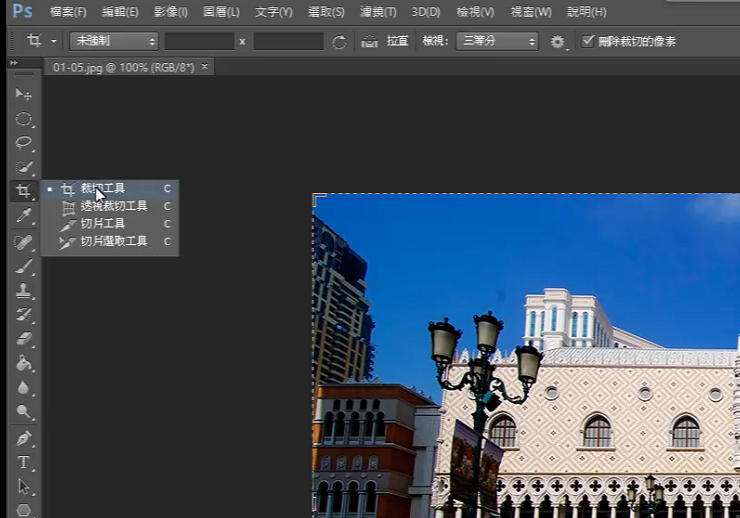 Ps 檔案(F) 編輯(E) 影像(I) 圖層(L) 文字(Y) 選取(S) 濾鏡(T) 3D(D) 檢視(V) 視窗(W) 說明(H)
未強制 x 拉直 檢視: 三等分 刪除裁切的像素
01-05.jpg @ 100% (RGB/8*) ×
裁切工具 C
透視裁切工具 C
切片工具 C
切片選取工具 C
T